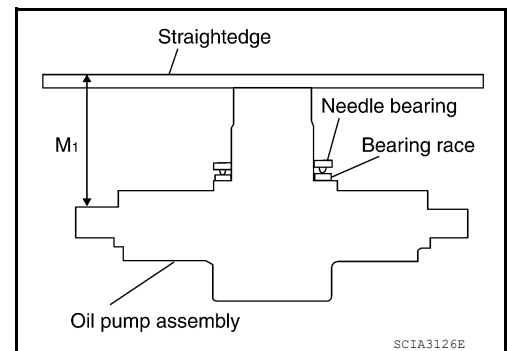 Straightedge
Needle bearing
M1
Bearing race
Oil pump assembly
SCIA3126E